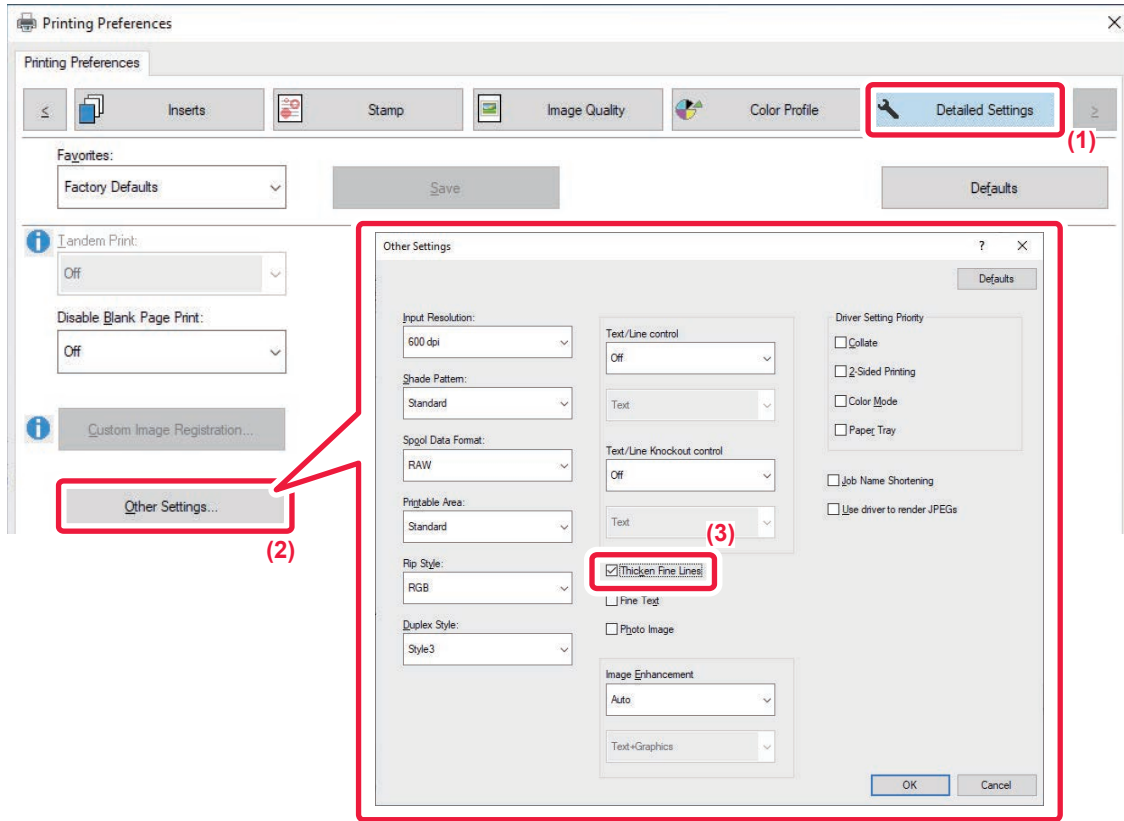 Printing Preferences
Printing Preferences
< Inserts Stamp Image Quality Color Profile Detailed Settings >
(1)
Favorites:
Factory Defaults Save Defaults
Tandem Print:
Off
Disable Blank Page Print:
Off
Custom Image Registration...
Other Settings...
(2)
Other Settings ?
Defaults
Input Resolution:
600 dpi
Shade Pattern:
Standard
Spool Data Format:
RAW
Printable Area:
Standard
Rip Style:
RGB
Duplex Style:
Style3
Text/Line control
Off
Text
Text/Line Knockout control
Off
Text
(3)
Thicken Fine Lines
Fine Text
Photo Image
Image Enhancement
Auto
Text+Graphics
Driver Setting Priority
Collate
2-Sided Printing
Color Mode
Paper Tray
Job Name Shortening
Use driver to render JPEGs
OK Cancel